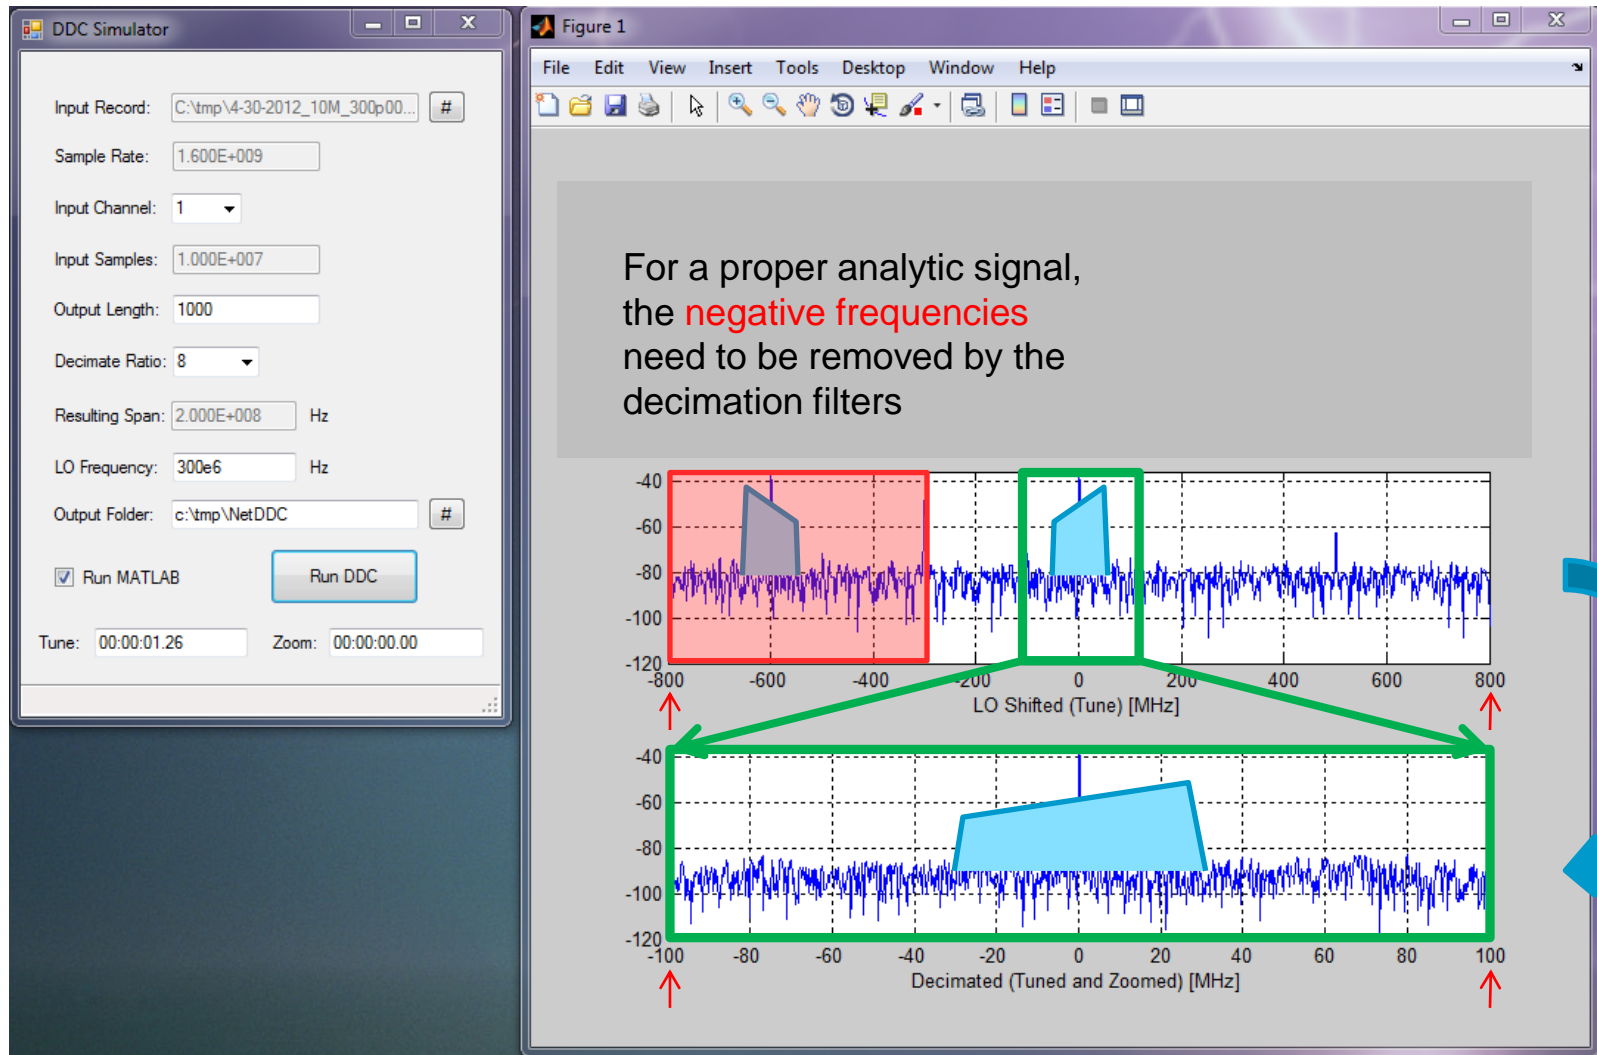 DDC Simulator
Input Record: C:\tmp\4-30-2012_10M_300p00... #
Sample Rate: 1.600E+009
Input Channel: 1
Input Samples: 1.000E+007
Output Length: 1000
Decimate Ratio: 8
Resulting Span: 2.000E+008 Hz
LO Frequency: 300e6 Hz
Output Folder: c:\tmp\NetDDC #
Run MATLAB Run DDC
Tune: 00:00:01.26 Zoom: 00:00:00.00
Figure 1
File Edit View Insert Tools Desktop Window Help
For a proper analytic signal,
the negative frequencies
need to be removed by the
decimation filters
-40
-60
-80
-100
-120
-800 -600 -400 -200 0 200 400 600 800
LO Shifted (Tune) [MHz]
-40
-60
-80
-100
-120
-100 -80 -60 -40 -20 0 20 40 60 80 100
Decimated (Tuned and Zoomed) [MHz]